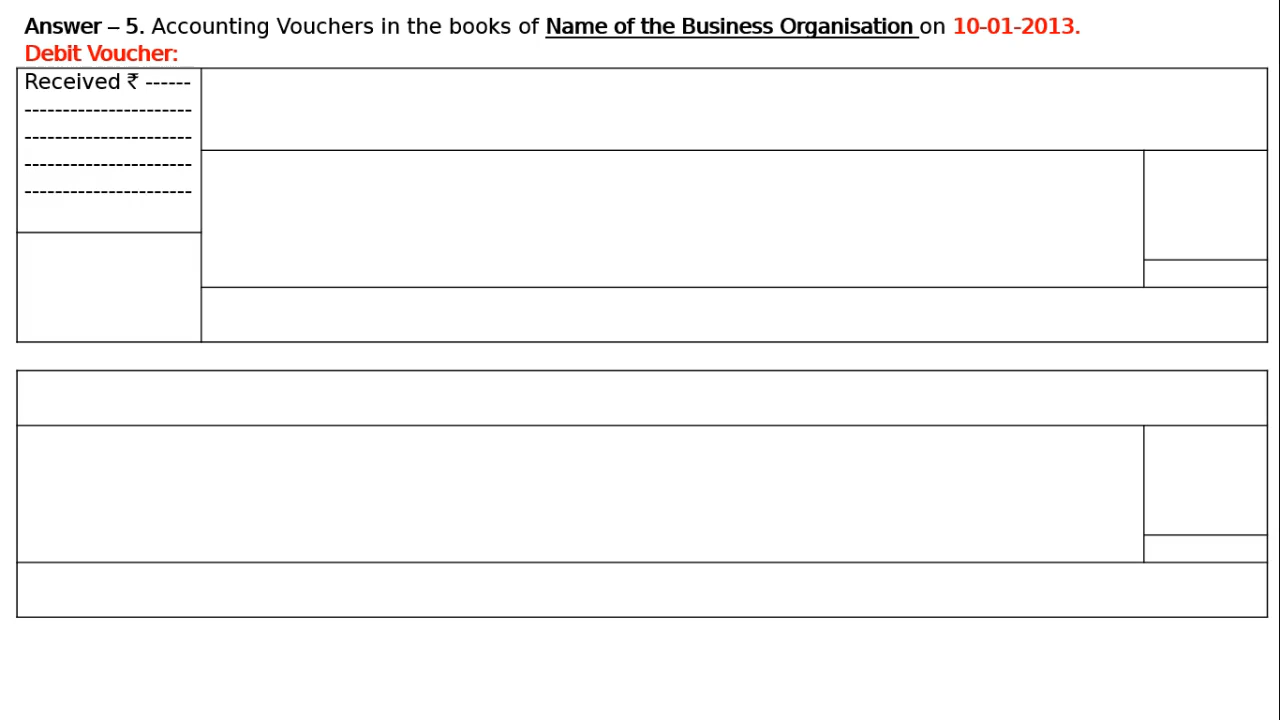 Answer – 5. Accounting Vouchers in the books of Name of the Business Organisation on 10-01-2013.
Debit Voucher:
Received ₹ ------
----------------------
----------------------
----------------------
----------------------